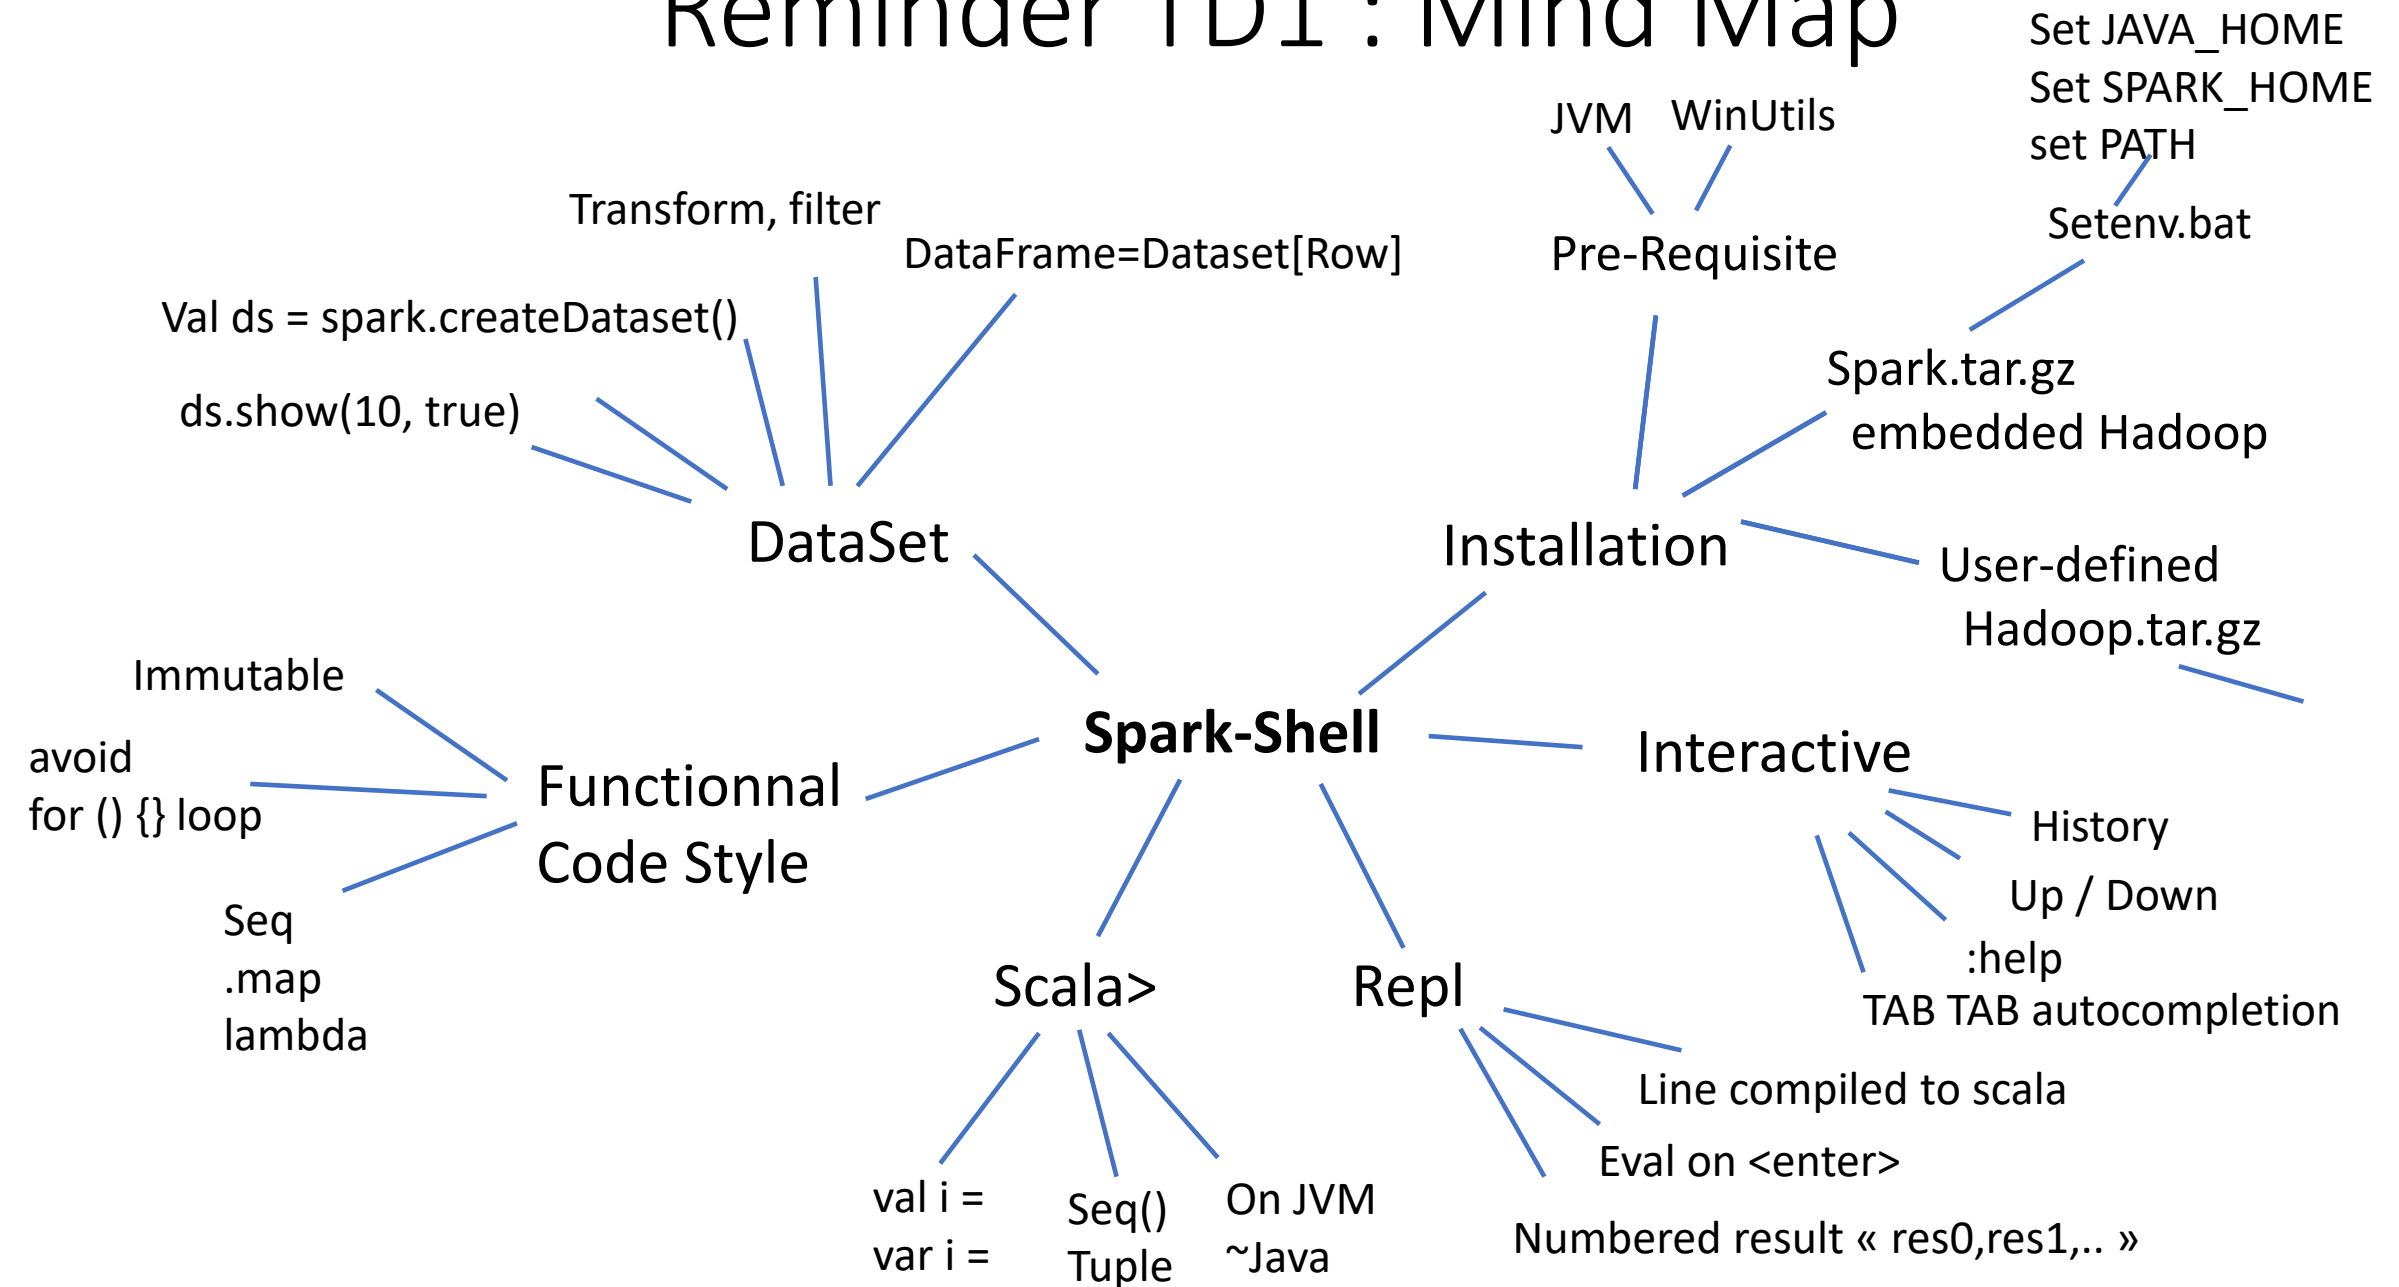 Reminder TD1 : Mind Map
Set JAVA_HOME
Set SPARK_HOME
set PATH
JVM
WinUtils
Setenv.bat
Pre-Requisite
Transform, filter
DataFrame=Dataset[Row]
Val ds = spark.createDataset()
ds.show(10, true)
Spark.tar.gz
embedded Hadoop
DataSet
Installation
User-defined
Hadoop.tar.gz
Immutable
avoid
for () {} loop
Functionnal
Code Style
Seq
.map
lambda
Spark-Shell
Interactive
History
Up / Down
:help
TAB TAB autocompletion
Scala>
Repl
Line compiled to scala
Eval on <enter>
Numbered result « res0,res1,.. »
val i =
var i =
Seq()
Tuple
On JVM
~Java